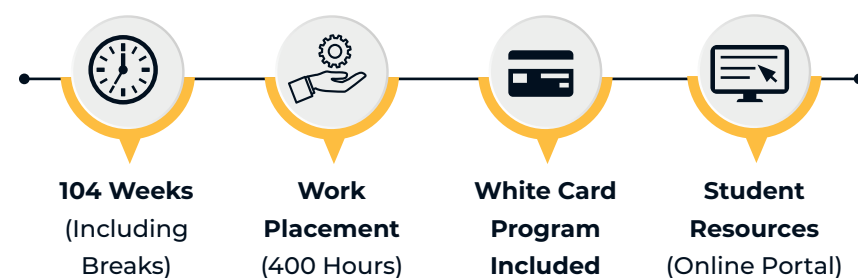 104 Weeks
(Including
Breaks)
Work
Placement
(400 Hours)
White Card
Program
Included
Student
Resources
(Online Portal)